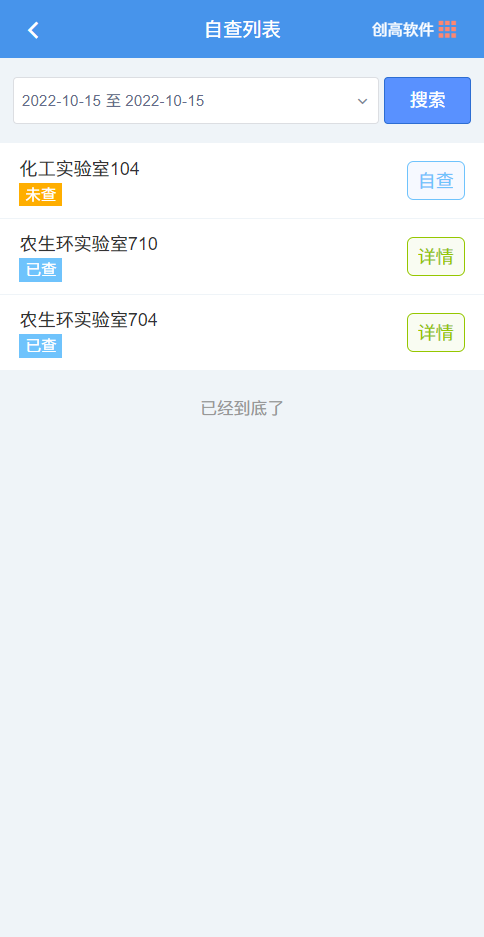 自查列表
创高软件
2022-10-15 至 2022-10-15
搜索
化工实验室104
自查
未查
农生环实验室710
详情
已查
农生环实验室704
详情
已查
已经到底了